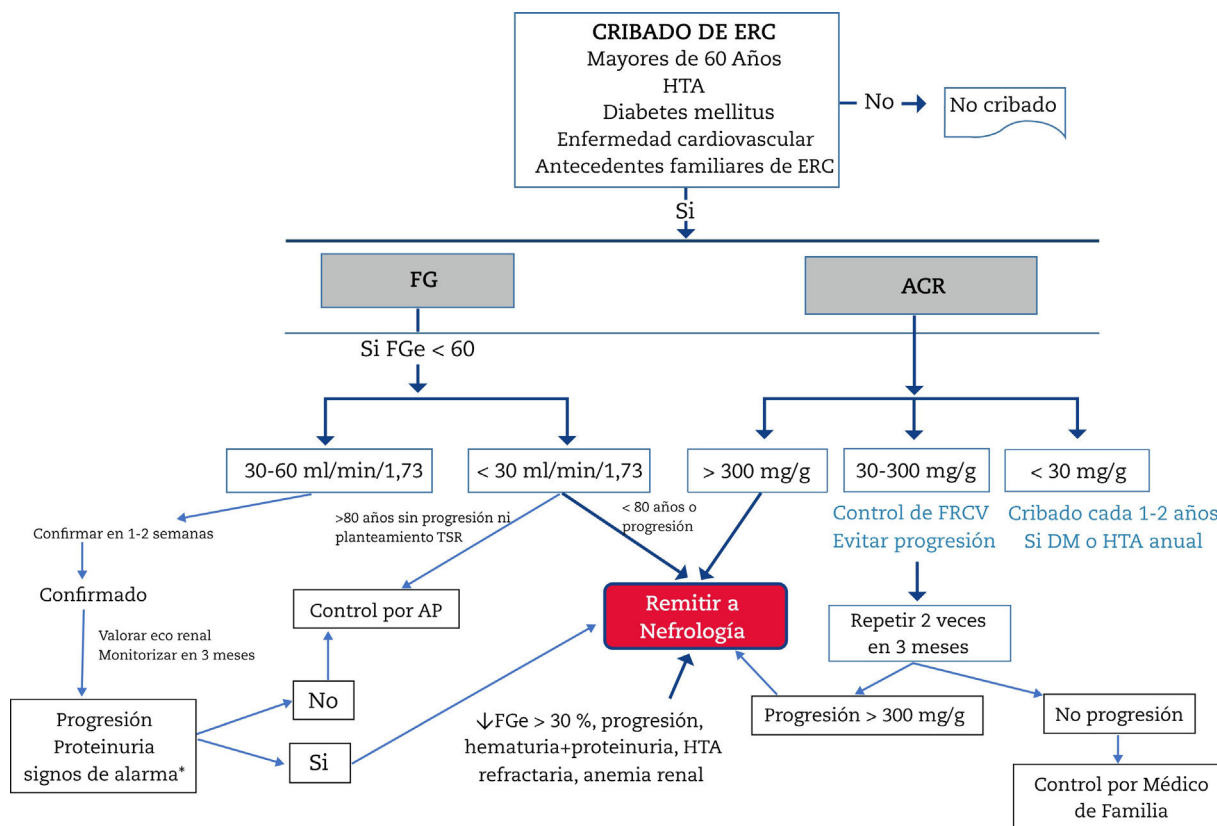 CRIBADO DE ERC
Mayores de 60 Años
HTA
Diabetes mellitus
Enfermedad cardiovascular
Antecedentes familiares de ERC
No
No cribado
Si
FG
ACR
Si FGe < 60
30-60 ml/min/1,73
< 30 ml/min/1,73
> 300 mg/g
30-300 mg/g
< 30 mg/g
Confirmar en 1-2 semanas
>80 años sin progresión ni
planteamiento TSR
< 80 años o
progresión
Control de FRCV
Evitar progresión
Cribado cada 1-2 años
Si DM o HTA anual
Confirmado
Control por AP
Remitir a
Nefrología
Repetir 2 veces
en 3 meses
Valorar eco renal
Monitorizar en 3 meses
No
Progresión
Proteinuria
signos de alarma*
Si
↓FGe > 30 %, progresión,
hematuria+proteinuria, HTA
refractaria, anemia renal
Progresión > 300 mg/g
No progresión
Control por Médico
de Familia